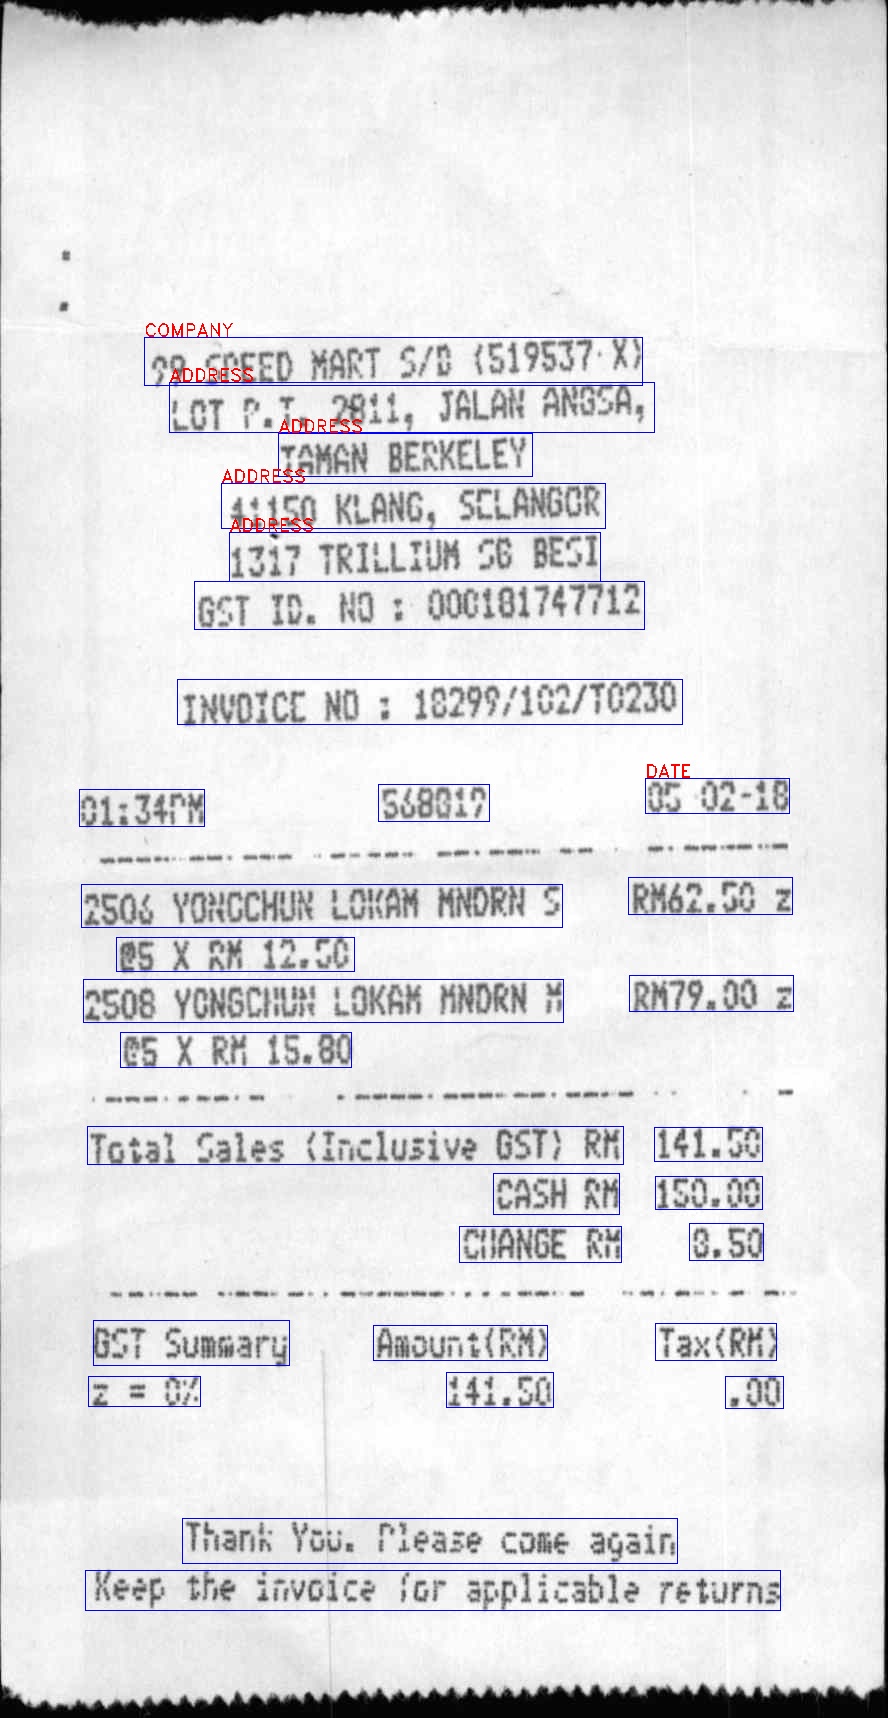 COMPANY
99 SPEED MART S/B (519537-X)
ADDRESS
LOT P.T. 2811, JALAN ANGSA,
ADDRESS
TAMAN BERKELEY
ADDRESS
41150 KLANG, SELANGOR
ADDRESS
1317 TRILLIUM SG BESI
GST ID. NO : 000181747712
INVOICE NO : 18299/102/T0230
DATE
01:34PM 568019 05-02-18
2506 YONGCHUN LOKAM MNDRN S RM62.50 z
@5 X RM 12.50
2508 YONGCHUN LOKAM MNDRN M RM79.00 z
@5 X RM 15.80
Total Sales (Inclusive GST) RM 141.50
CASH RM 150.00
CHANGE RM 8.50
GST Summary Amount(RM) Tax(RM)
z = 0% 141.50 .00
Thank You. Please come again
Keep the invoice for applicable returns